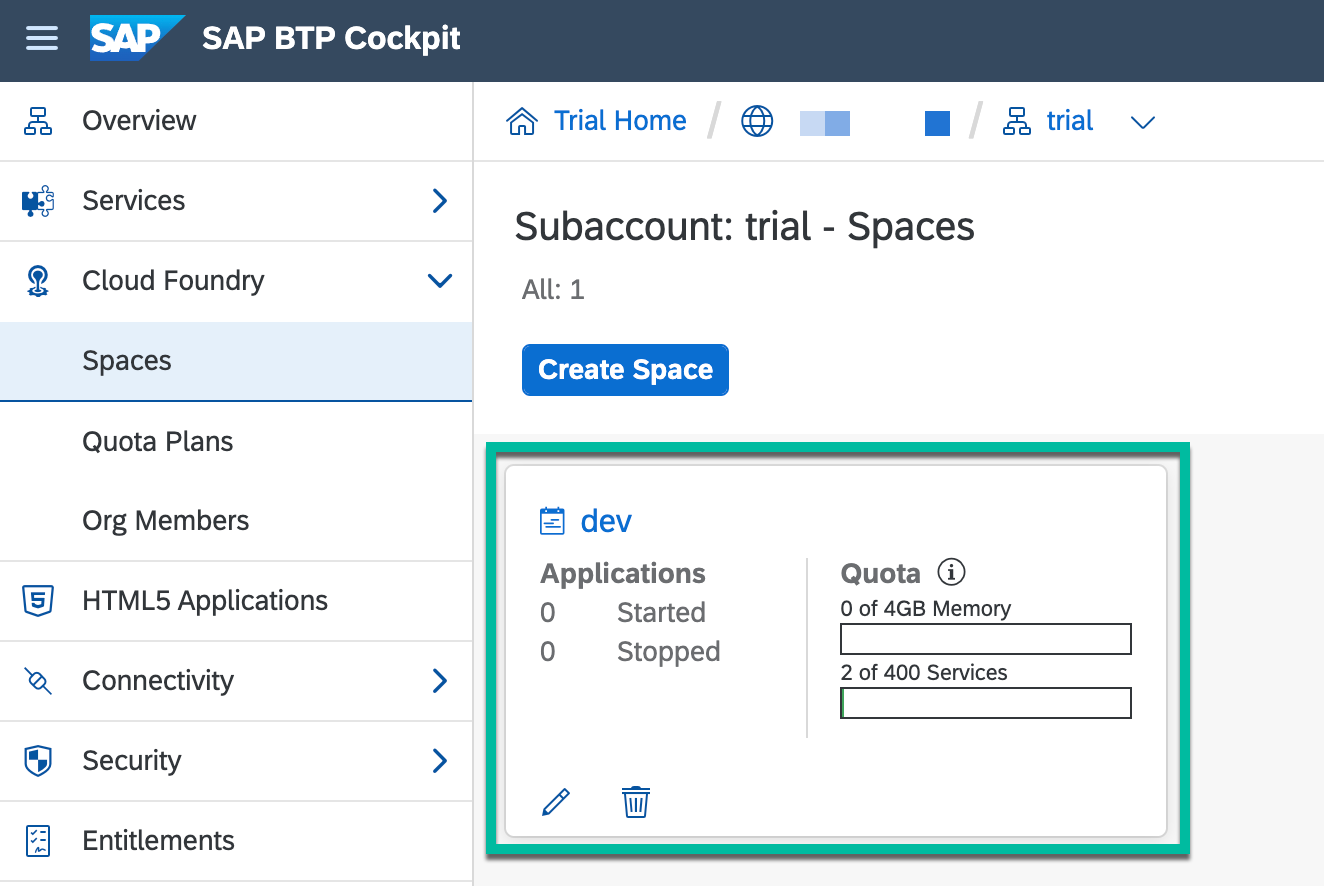 SAP SAP BTP Cockpit
Overview
Services
Cloud Foundry
Spaces
Quota Plans
Org Members
HTML5 Applications
Connectivity
Security
Entitlements
Trial Home / / trial
Subaccount: trial - Spaces
All: 1
Create Space
dev
Applications
0 Started
0 Stopped
Quota
0 of 4GB Memory
2 of 400 Services